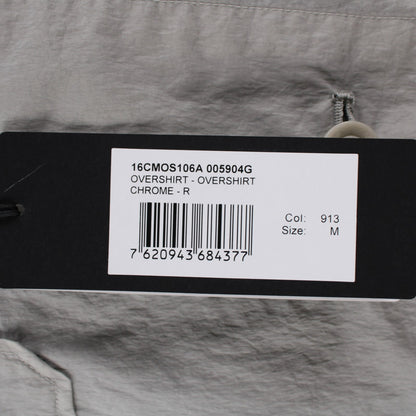 16CMOS106A 005904G
OVERSHIRT - OVERSHIRT
CHROME - R
Col: 913
Size: M
7 620943 684377